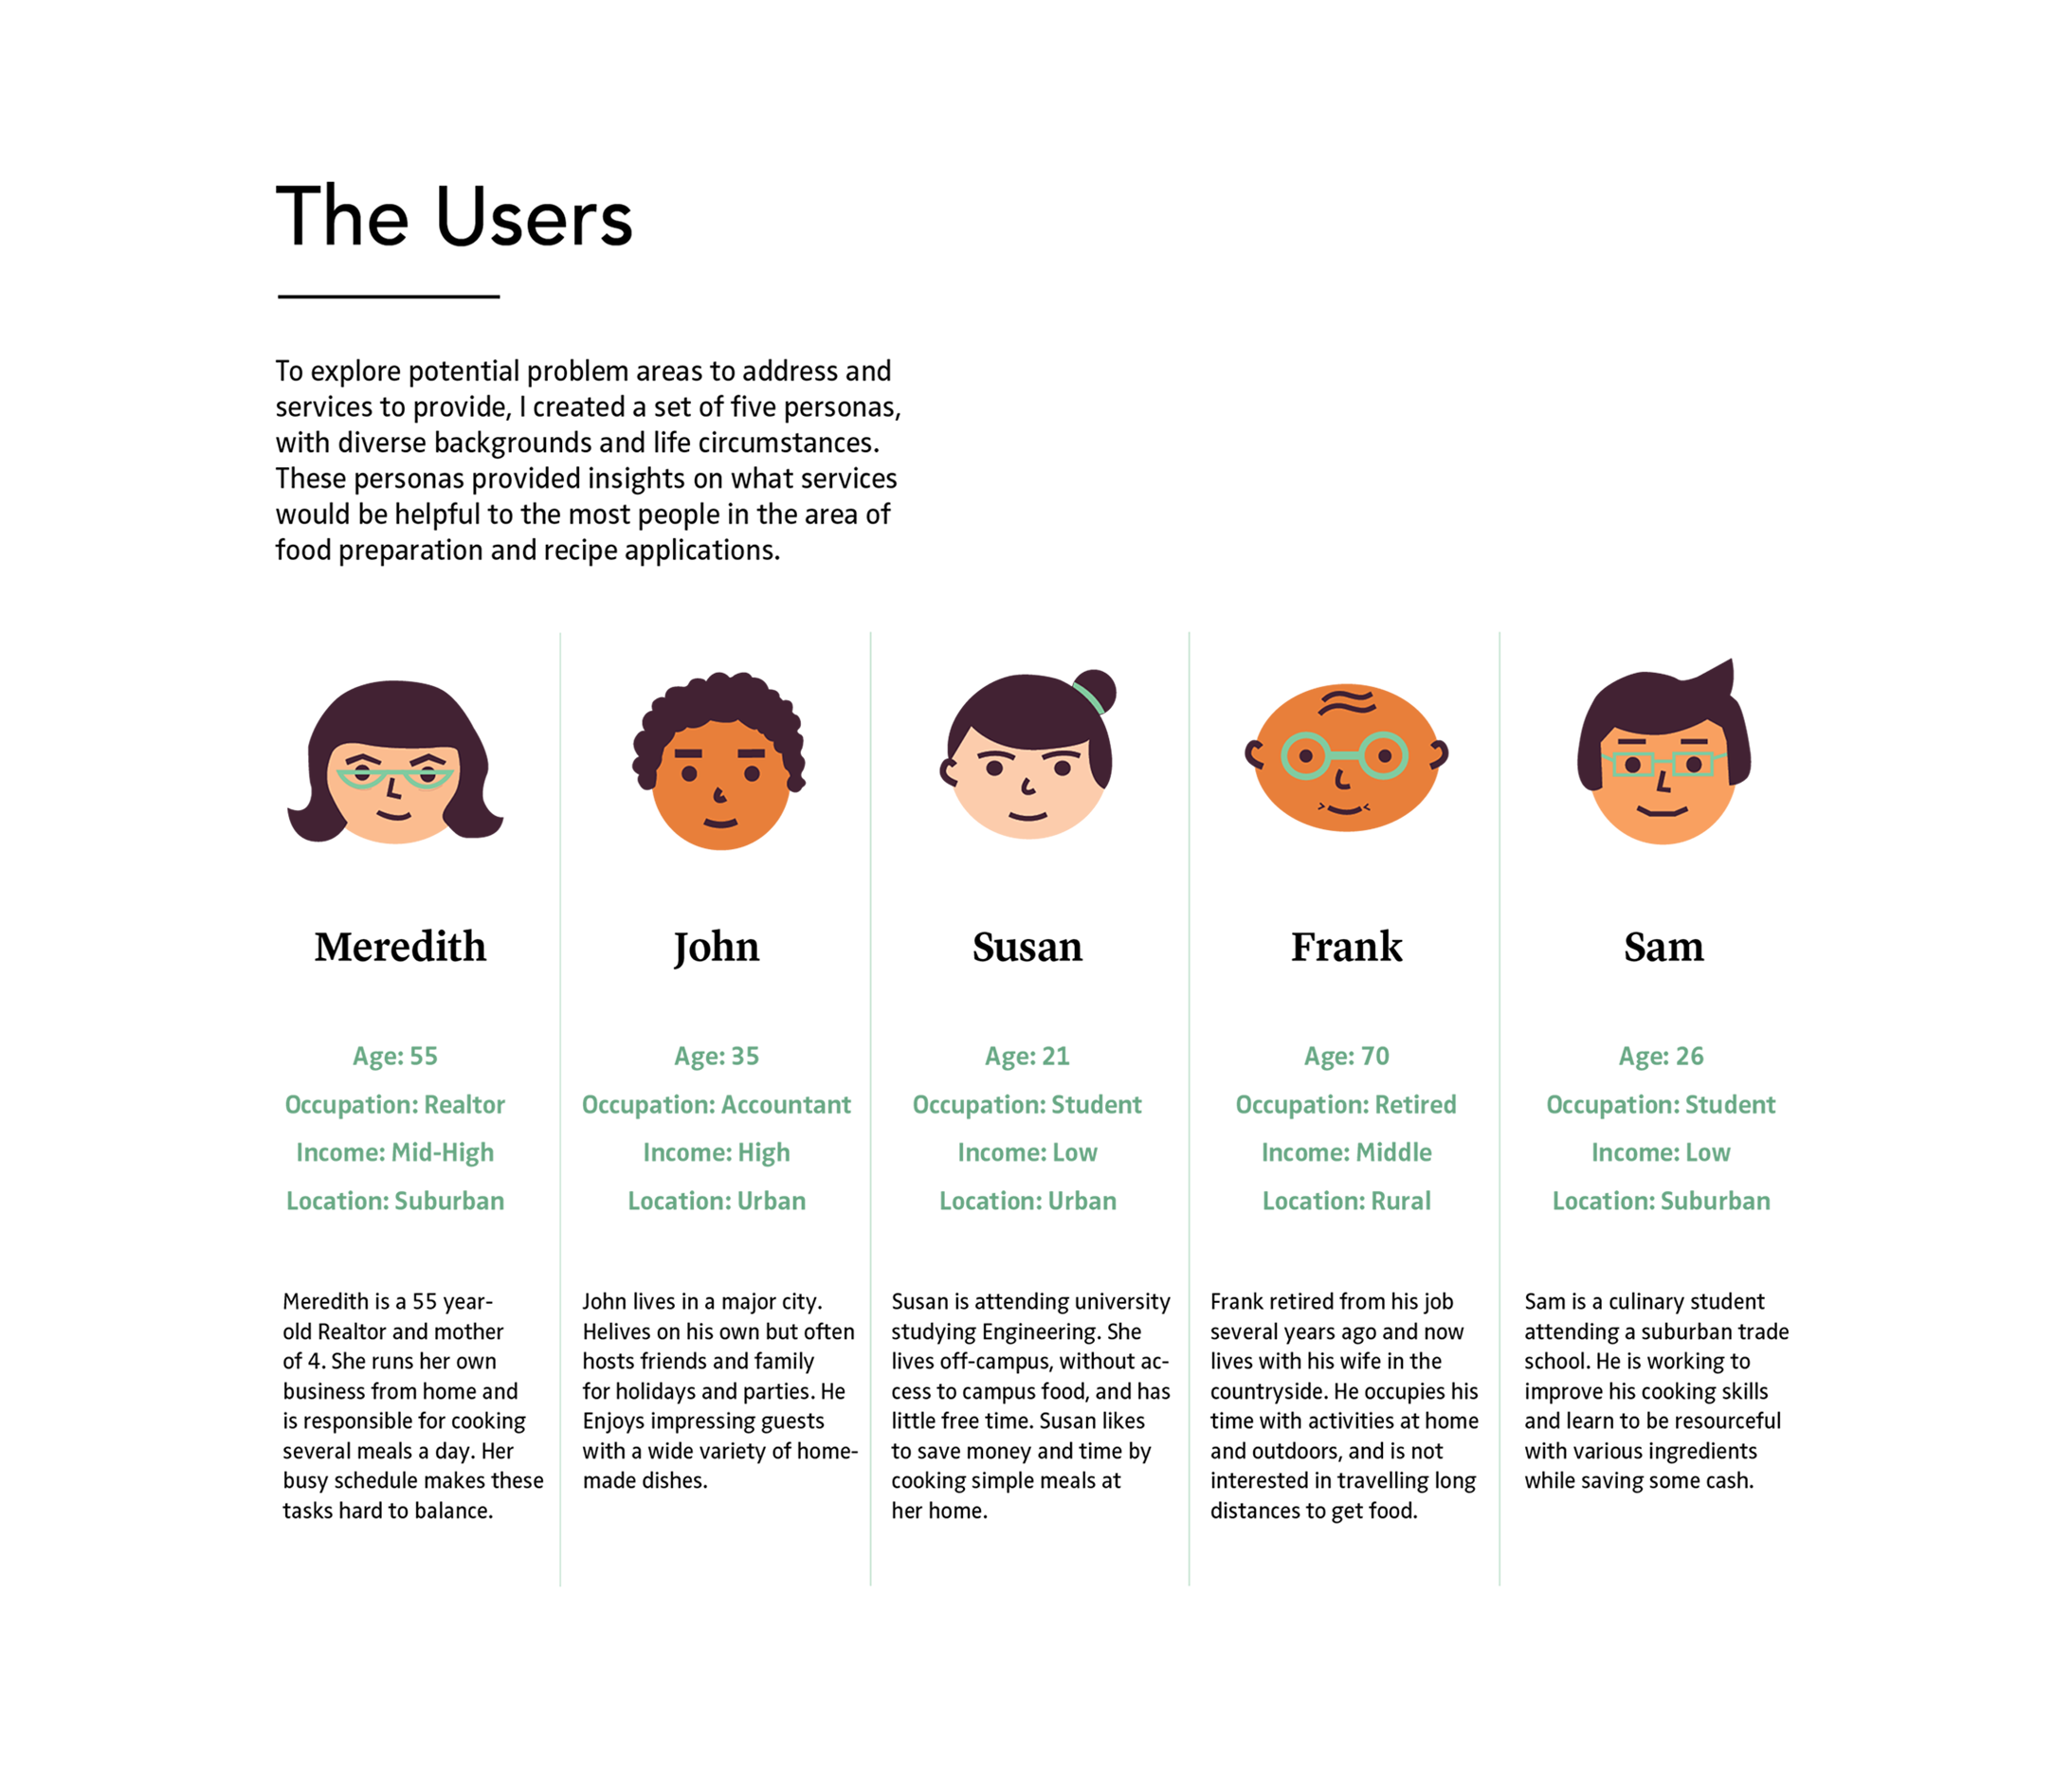 The Users
To explore potential problem areas to address and
services to provide, I created a set of five personas,
with diverse backgrounds and life circumstances.
These personas provided insights on what services
would be helpful to the most people in the area of
food preparation and recipe applications.
Meredith
Age: 55
Occupation: Realtor
Income: Mid-High
Location: Suburban
Meredith is a 55 year-
old Realtor and mother
of 4. She runs her own
business from home and
is responsible for cooking
several meals a day. Her
busy schedule makes these
tasks hard to balance.
John
Age: 35
Occupation: Accountant
Income: High
Location: Urban
John lives in a major city.
Helives on his own but often
hosts friends and family
for holidays and parties. He
Enjoys impressing guests
with a wide variety of home-
made dishes.
Susan
Age: 21
Occupation: Student
Income: Low
Location: Urban
Susan is attending university
studying Engineering. She
lives off-campus, without ac-
cess to campus food, and has
little free time. Susan likes
to save money and time by
cooking simple meals at
her home.
Frank
Age: 70
Occupation: Retired
Income: Middle
Location: Rural
Frank retired from his job
several years ago and now
lives with his wife in the
countryside. He occupies his
time with activities at home
and outdoors, and is not
interested in travelling long
distances to get food.
Sam
Age: 26
Occupation: Student
Income: Low
Location: Suburban
Sam is a culinary student
attending a suburban trade
school. He is working to
improve his cooking skills
and learn to be resourceful
with various ingredients
while saving some cash.